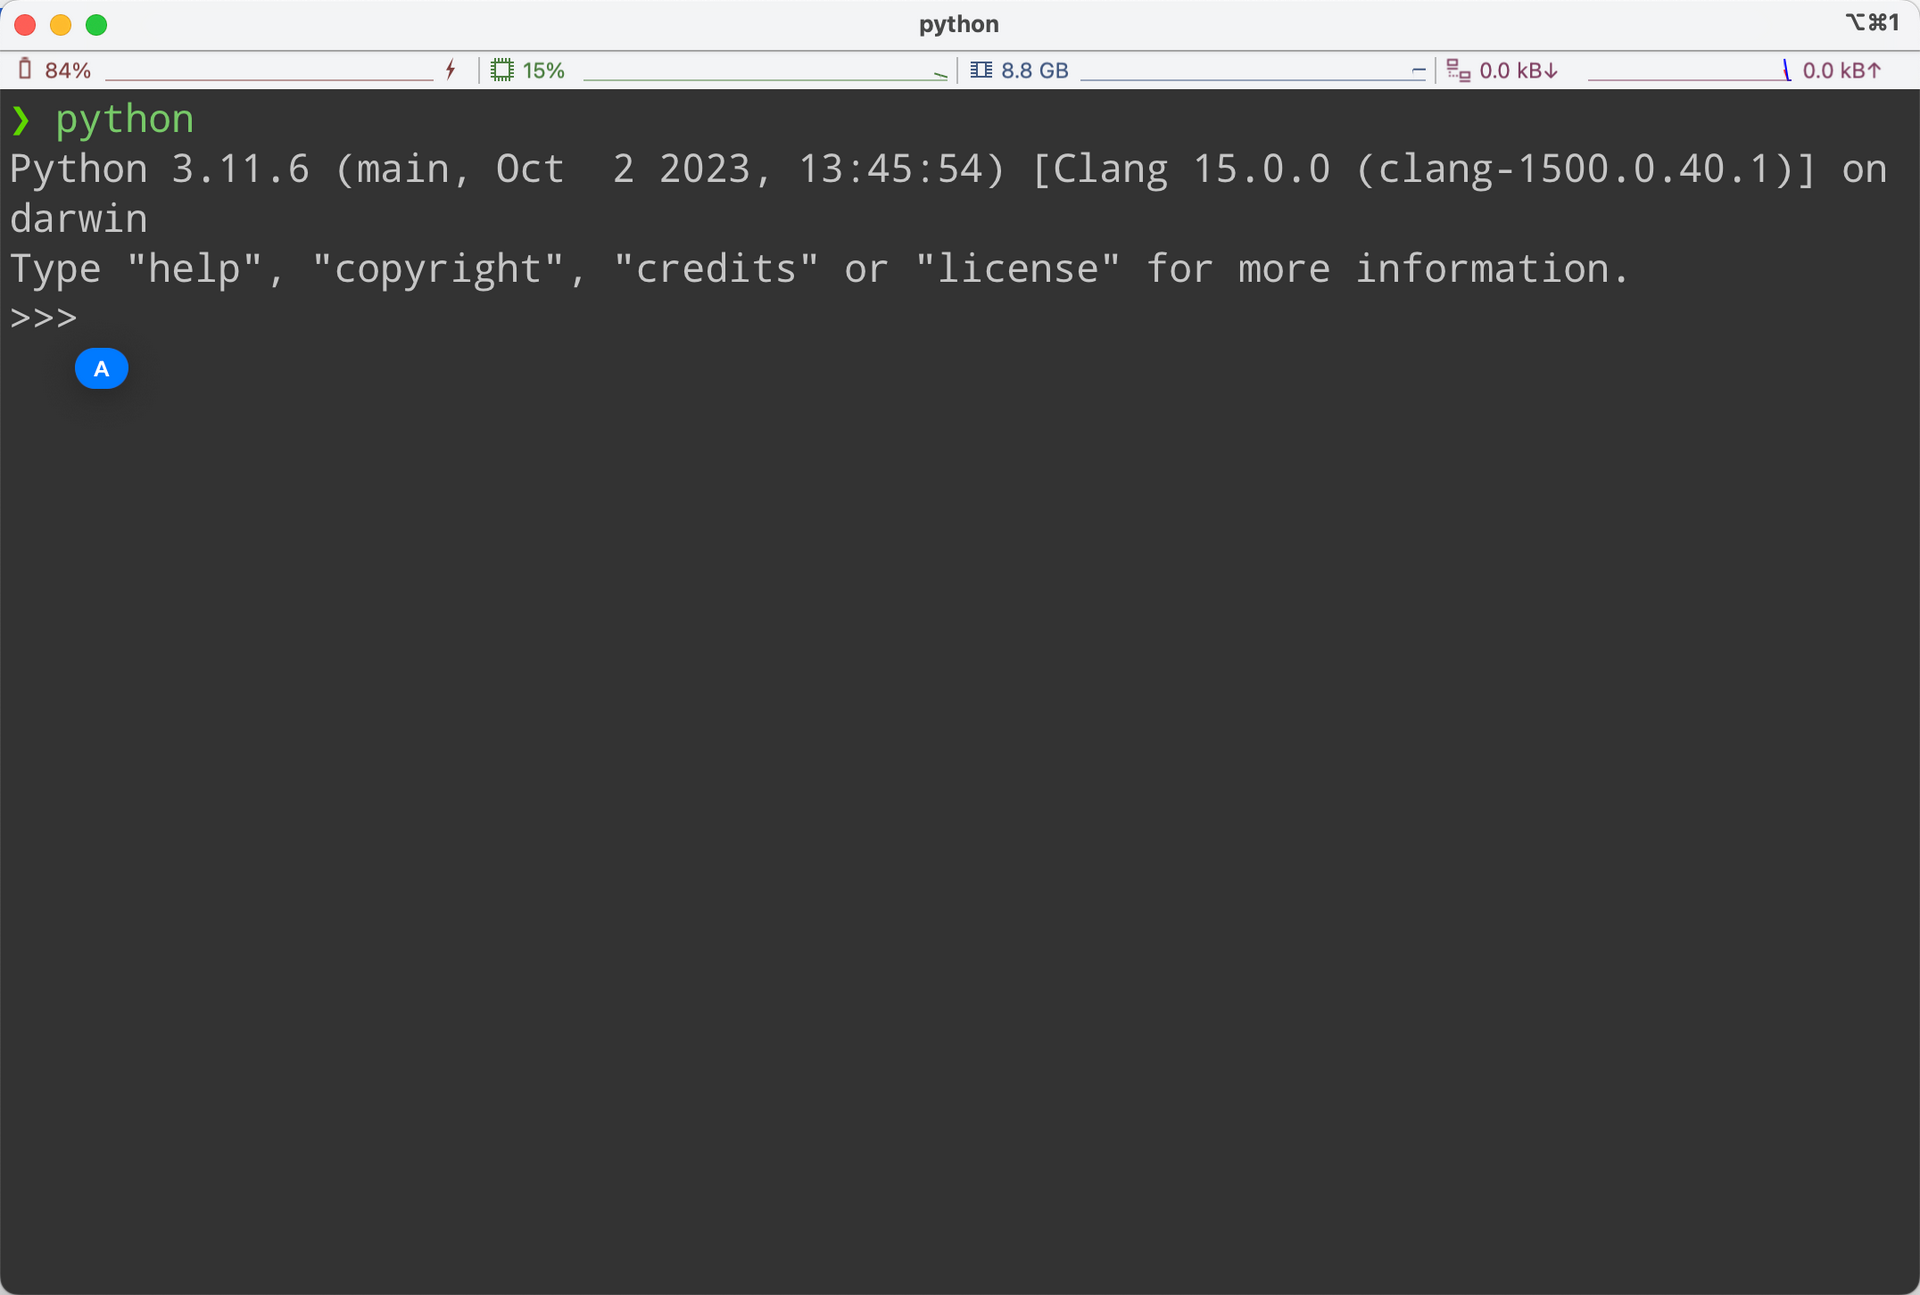 python
⌥⌘1
84% 15% 8.8 GB 0.0 kB↓ 0.0 kB↑
❯ python
Python 3.11.6 (main, Oct  2 2023, 13:45:54) [Clang 15.0.0 (clang-1500.0.40.1)] on
darwin
Type "help", "copyright", "credits" or "license" for more information.
>>>
A